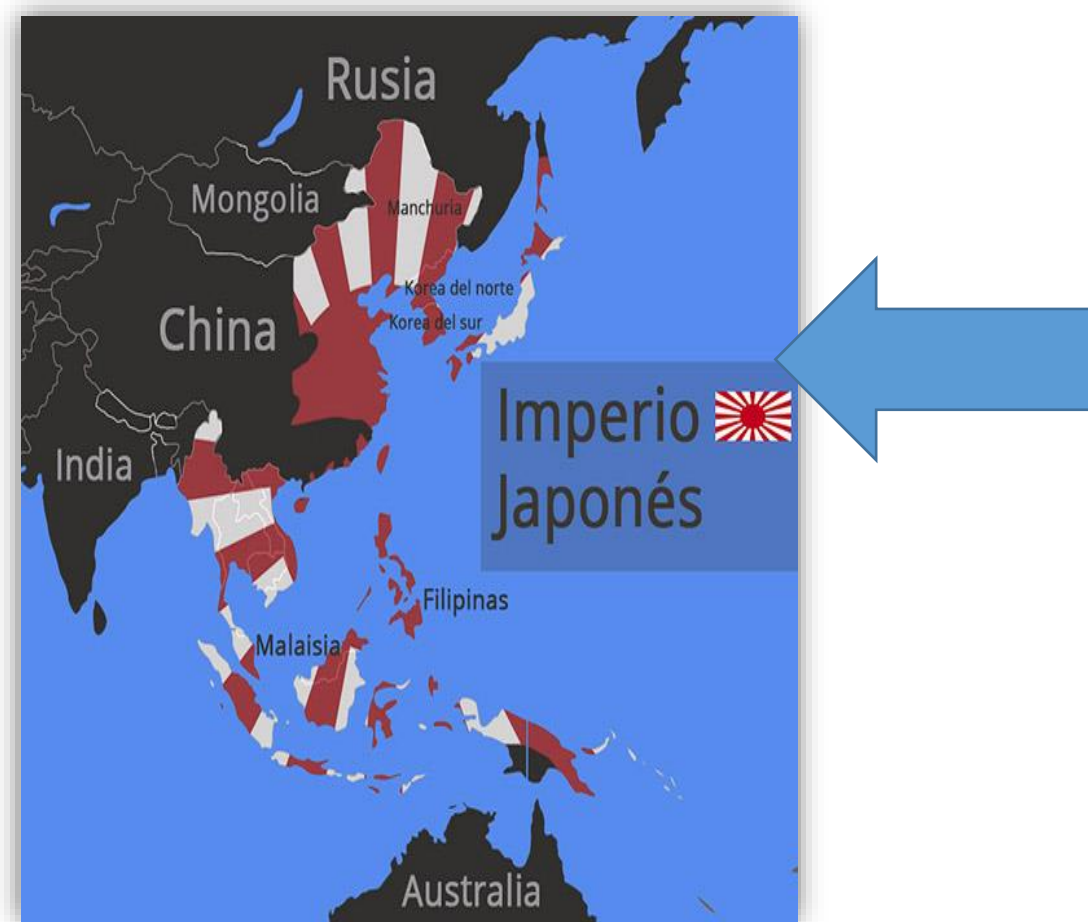 Rusia
Mongolia
Manchuria
Korea del norte
China
Korea del sur
Imperio
Japonés
India
Filipinas
Malaisia
Australia